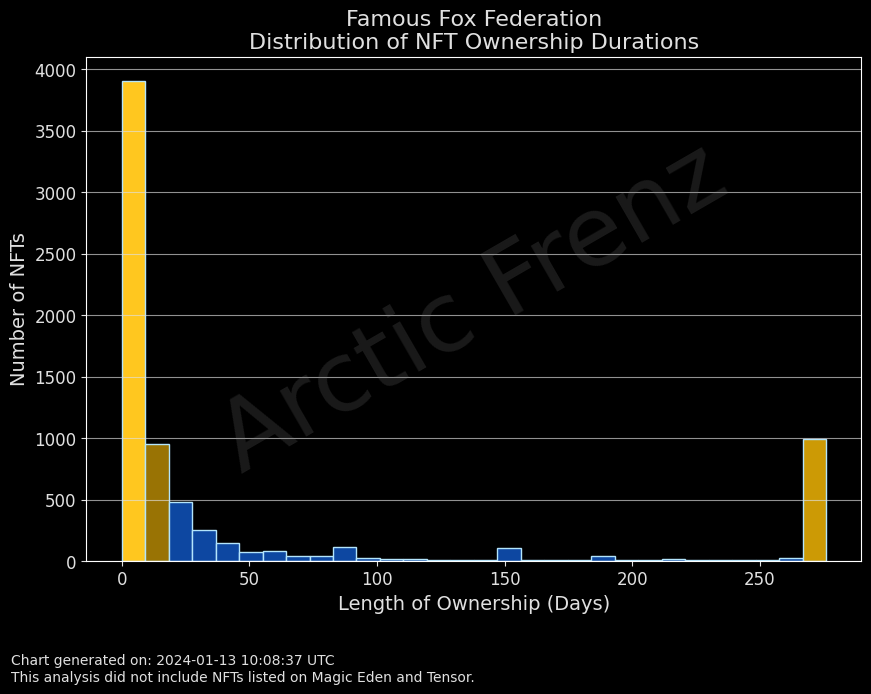 Famous Fox Federation
Distribution of NFT Ownership Durations
4000
3500
3000
2500
2000
1500
1000
500
0
Number of NFTs
Arctic Frenz
0 50 100 150 200 250
Length of Ownership (Days)
Chart generated on: 2024-01-13 10:08:37 UTC
This analysis did not include NFTs listed on Magic Eden and Tensor.